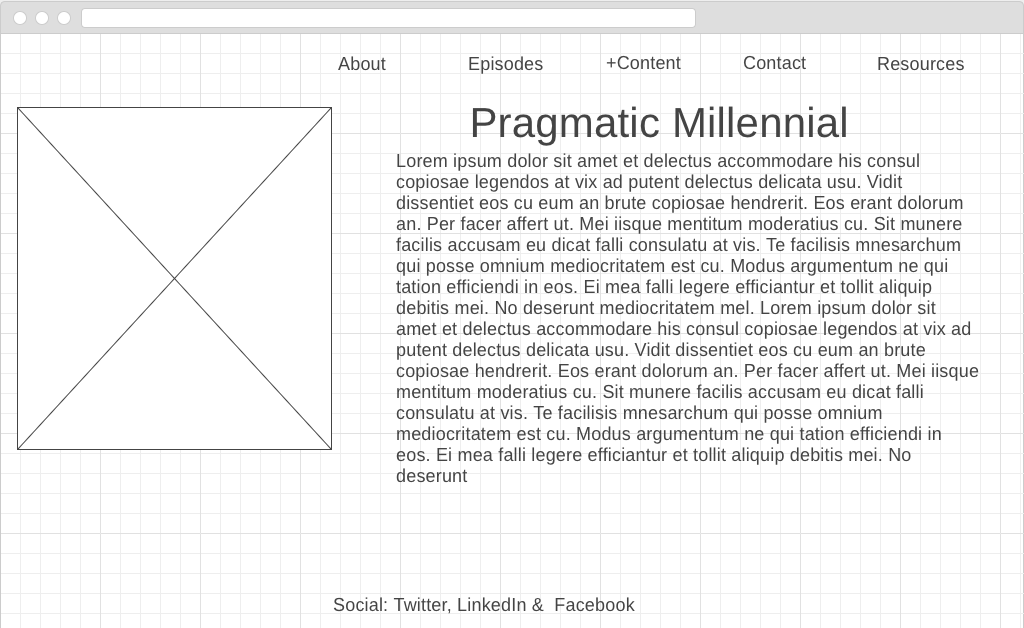 About Episodes +Content Contact Resources
Pragmatic Millennial
Lorem ipsum dolor sit amet et delectus accommodare his consul
copiosae legendos at vix ad putent delectus delicata usu. Vidit
dissentiet eos cu eum an brute copiosae hendrerit. Eos erant dolorum
an. Per facer affert ut. Mei iisque mentitum moderatius cu. Sit munere
facilis accusam eu dicat falli consulatu at vis. Te facilisis mnesarchum
qui posse omnium mediocritatem est cu. Modus argumentum ne qui
tation efficiendi in eos. Ei mea falli legere efficiantur et tollit aliquip
debitis mei. No deserunt mediocritatem mel. Lorem ipsum dolor sit
amet et delectus accommodare his consul copiosae legendos at vix ad
putent delectus delicata usu. Vidit dissentiet eos cu eum an brute
copiosae hendrerit. Eos erant dolorum an. Per facer affert ut. Mei iisque
mentitum moderatius cu. Sit munere facilis accusam eu dicat falli
consulatu at vis. Te facilisis mnesarchum qui posse omnium
mediocritatem est cu. Modus argumentum ne qui tation efficiendi in
eos. Ei mea falli legere efficiantur et tollit aliquip debitis mei. No
deserunt
Social: Twitter, LinkedIn &  Facebook